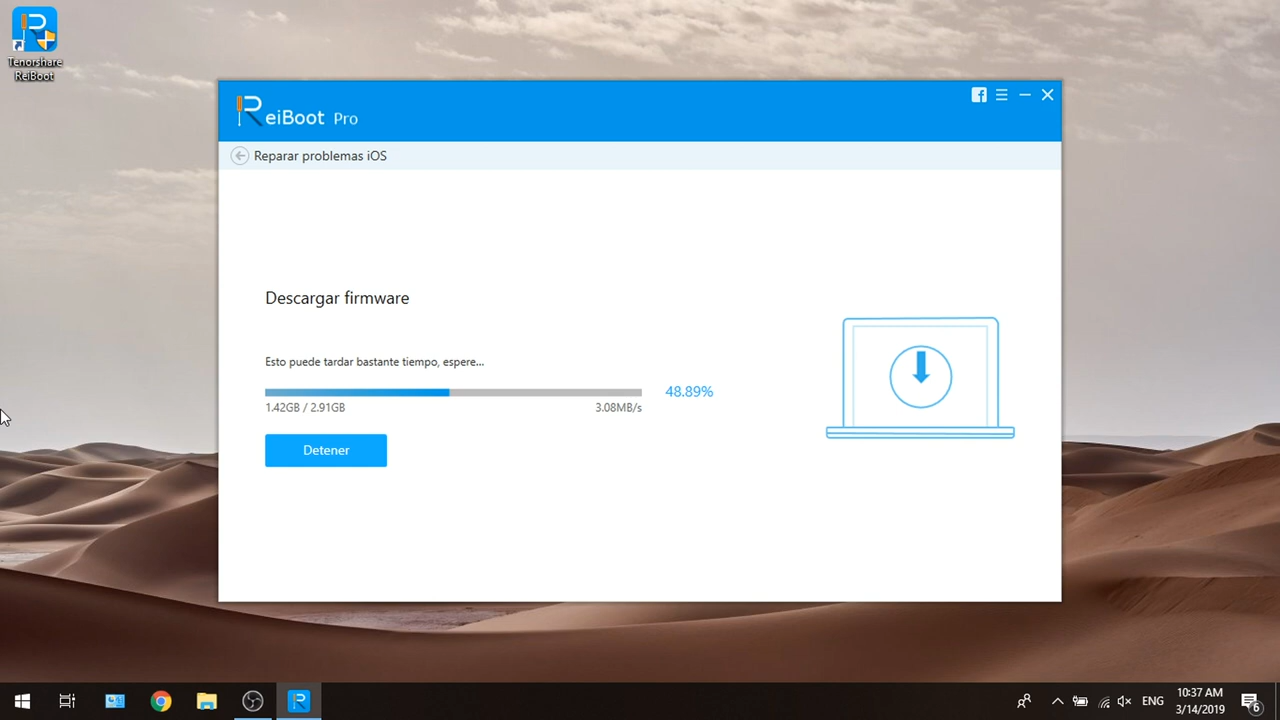 Tenorshare
ReiBoot
ReiBoot Pro
Reparar problemas iOS
Descargar firmware
Esto puede tardar bastante tiempo, espere...
48.89%
1.42GB / 2.91GB
3.08MB/s
Detener
ENG
10:37 AM
3/14/2019
6